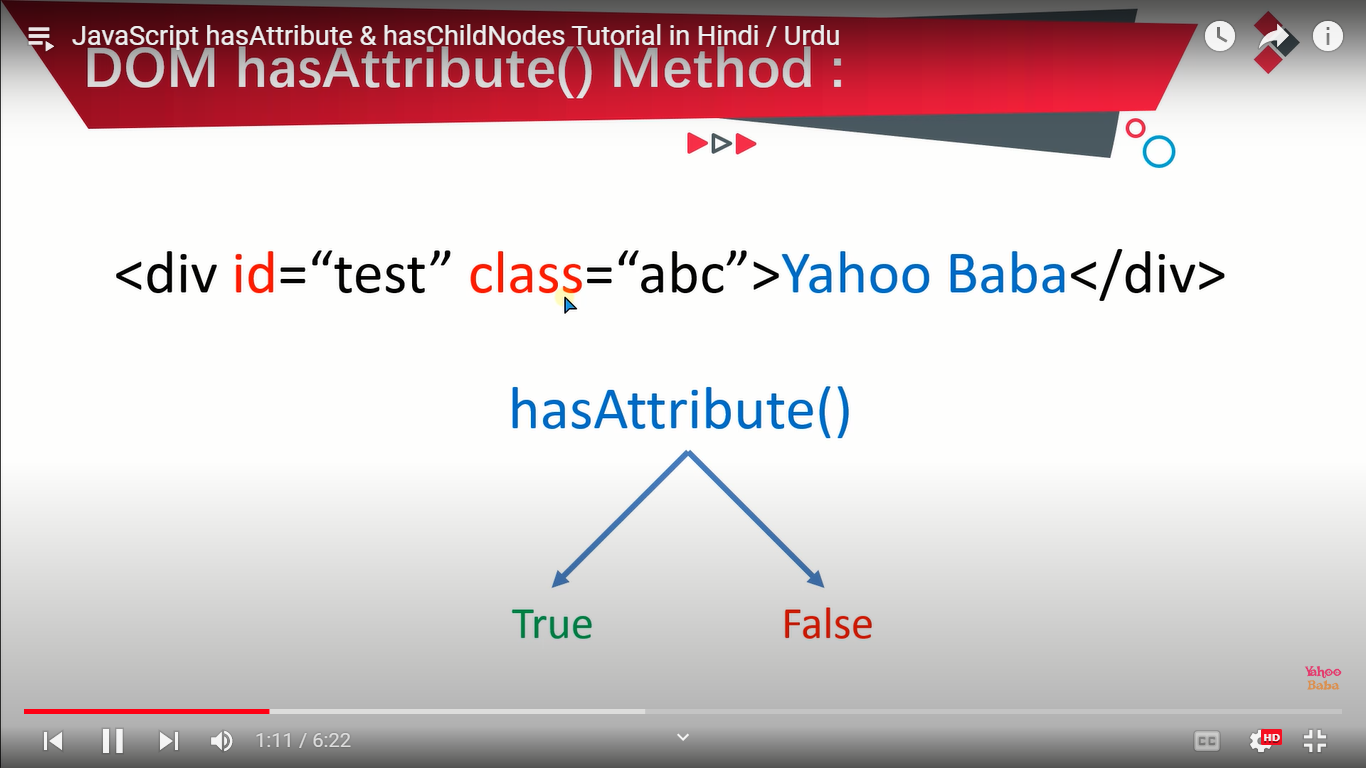 JavaScript hasAttribute & hasChildNodes Tutorial in Hindi / Urdu
DOM hasAttribute() Method :
<div id=“test” class=“abc”>Yahoo Baba</div>
hasAttribute()
True False
Yahoo
Baba
1:11 / 6:22
CC
HD